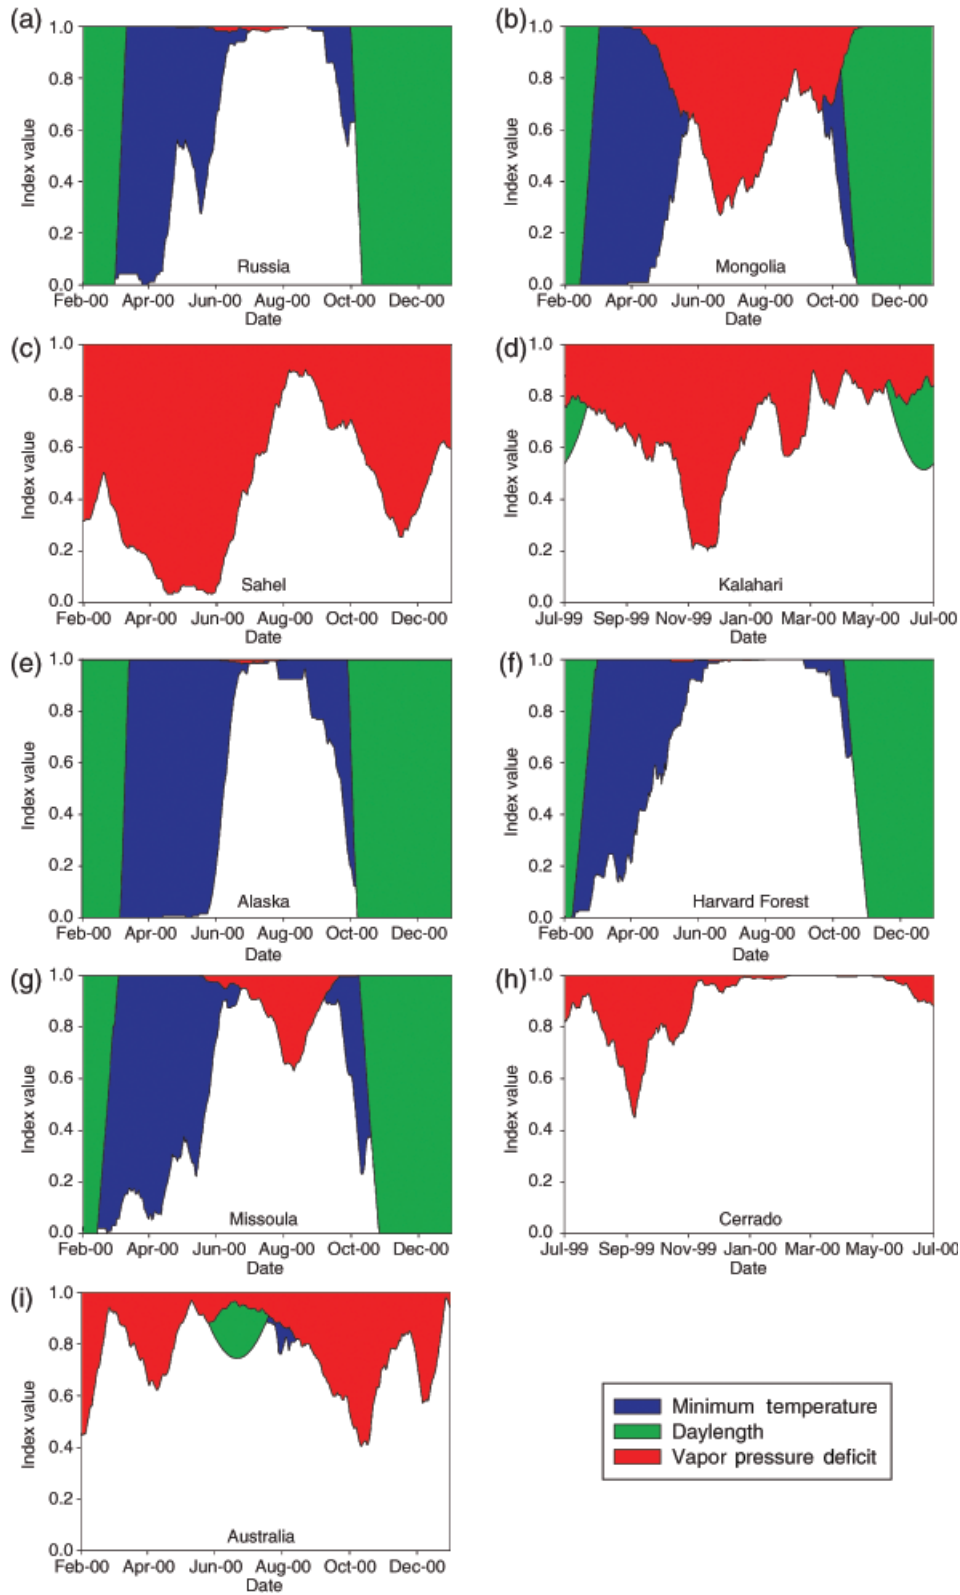 (a)
1.0
0.8
0.6
0.4
0.2
0.0
Index value
Russia
Feb-00 Apr-00 Jun-00 Aug-00 Oct-00 Dec-00
Date
(b)
1.0
0.8
0.6
0.4
0.2
0.0
Index value
Mongolia
Feb-00 Apr-00 Jun-00 Aug-00 Oct-00 Dec-00
Date
(c)
1.0
0.8
0.6
0.4
0.2
0.0
Index value
Sahel
Feb-00 Apr-00 Jun-00 Aug-00 Oct-00 Dec-00
Date
(d)
1.0
0.8
0.6
0.4
0.2
0.0
Index value
Kalahari
Jul-99 Sep-99 Nov-99 Jan-00 Mar-00 May-00 Jul-00
Date
(e)
1.0
0.8
0.6
0.4
0.2
0.0
Index value
Alaska
Feb-00 Apr-00 Jun-00 Aug-00 Oct-00 Dec-00
Date
(f)
1.0
0.8
0.6
0.4
0.2
0.0
Index value
Harvard Forest
Feb-00 Apr-00 Jun-00 Aug-00 Oct-00 Dec-00
Date
(g)
1.0
0.8
0.6
0.4
0.2
0.0
Index value
Missoula
Feb-00 Apr-00 Jun-00 Aug-00 Oct-00 Dec-00
Date
(h)
1.0
0.8
0.6
0.4
0.2
0.0
Index value
Cerrado
Jul-99 Sep-99 Nov-99 Jan-00 Mar-00 May-00 Jul-00
Date
(i)
1.0
0.8
0.6
0.4
0.2
0.0
Index value
Australia
Feb-00 Apr-00 Jun-00 Aug-00 Oct-00 Dec-00
Date
Minimum temperature
Daylength
Vapor pressure deficit